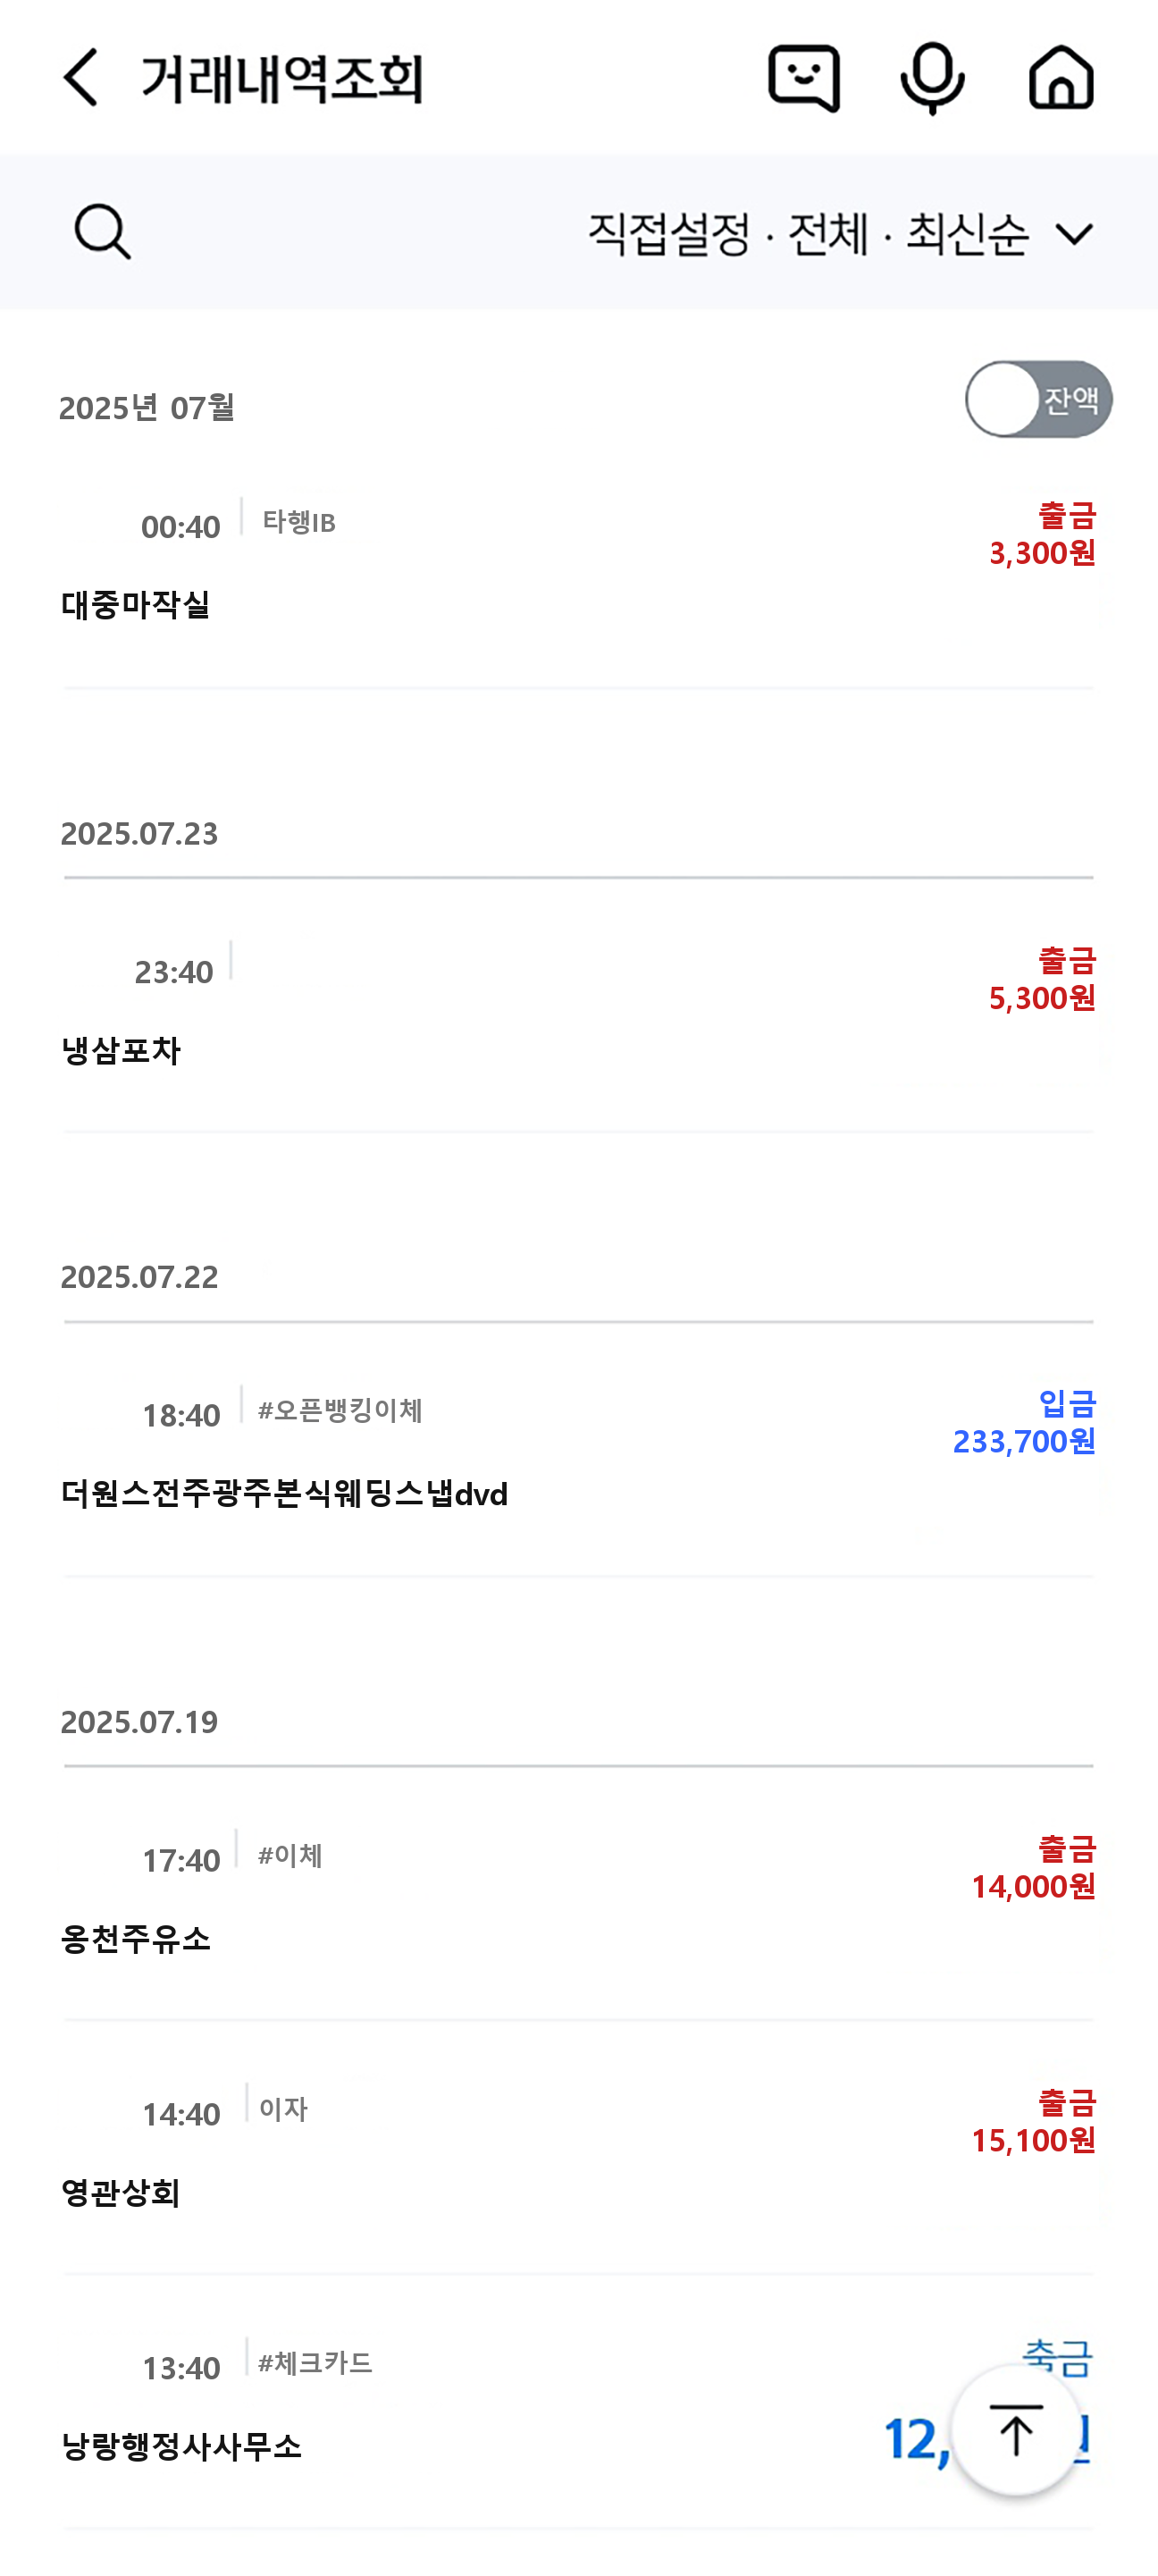 거래내역조회
직접설정 · 전체 · 최신순
2025년 07월
잔액
00:40 타행IB
출금
3,300원
대중마작실
2025.07.23
23:40
출금
5,300원
냉삼포차
2025.07.22
18:40 #오픈뱅킹이체
입금
233,700원
더원스전주광주본식웨딩스냅dvd
2025.07.19
17:40 #이체
출금
14,000원
옹천주유소
14:40 이자
출금
15,100원
영관상회
13:40 #체크카드
12,
낭랑행정사사무소